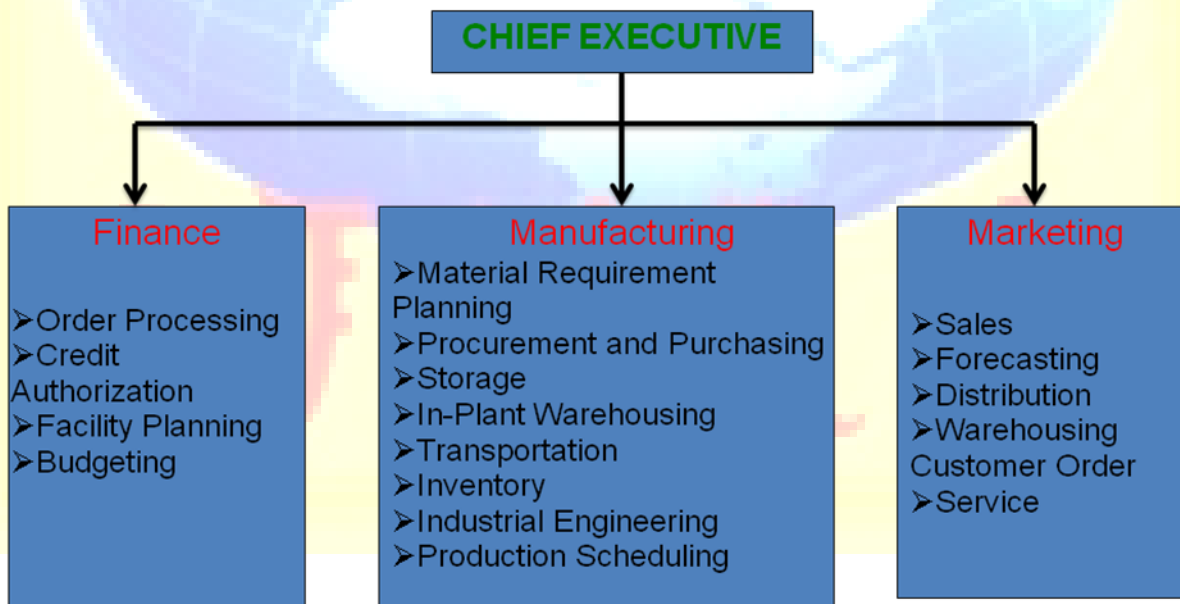 CHIEF EXECUTIVE
Finance
➢Order Processing
➢Credit
Authorization
➢Facility Planning
➢Budgeting
Manufacturing
➢Material Requirement
Planning
➢Procurement and Purchasing
➢Storage
➢In-Plant Warehousing
➢Transportation
➢Inventory
➢Industrial Engineering
➢Production Scheduling
Marketing
➢Sales
➢Forecasting
➢Distribution
➢Warehousing
Customer Order
➢Service